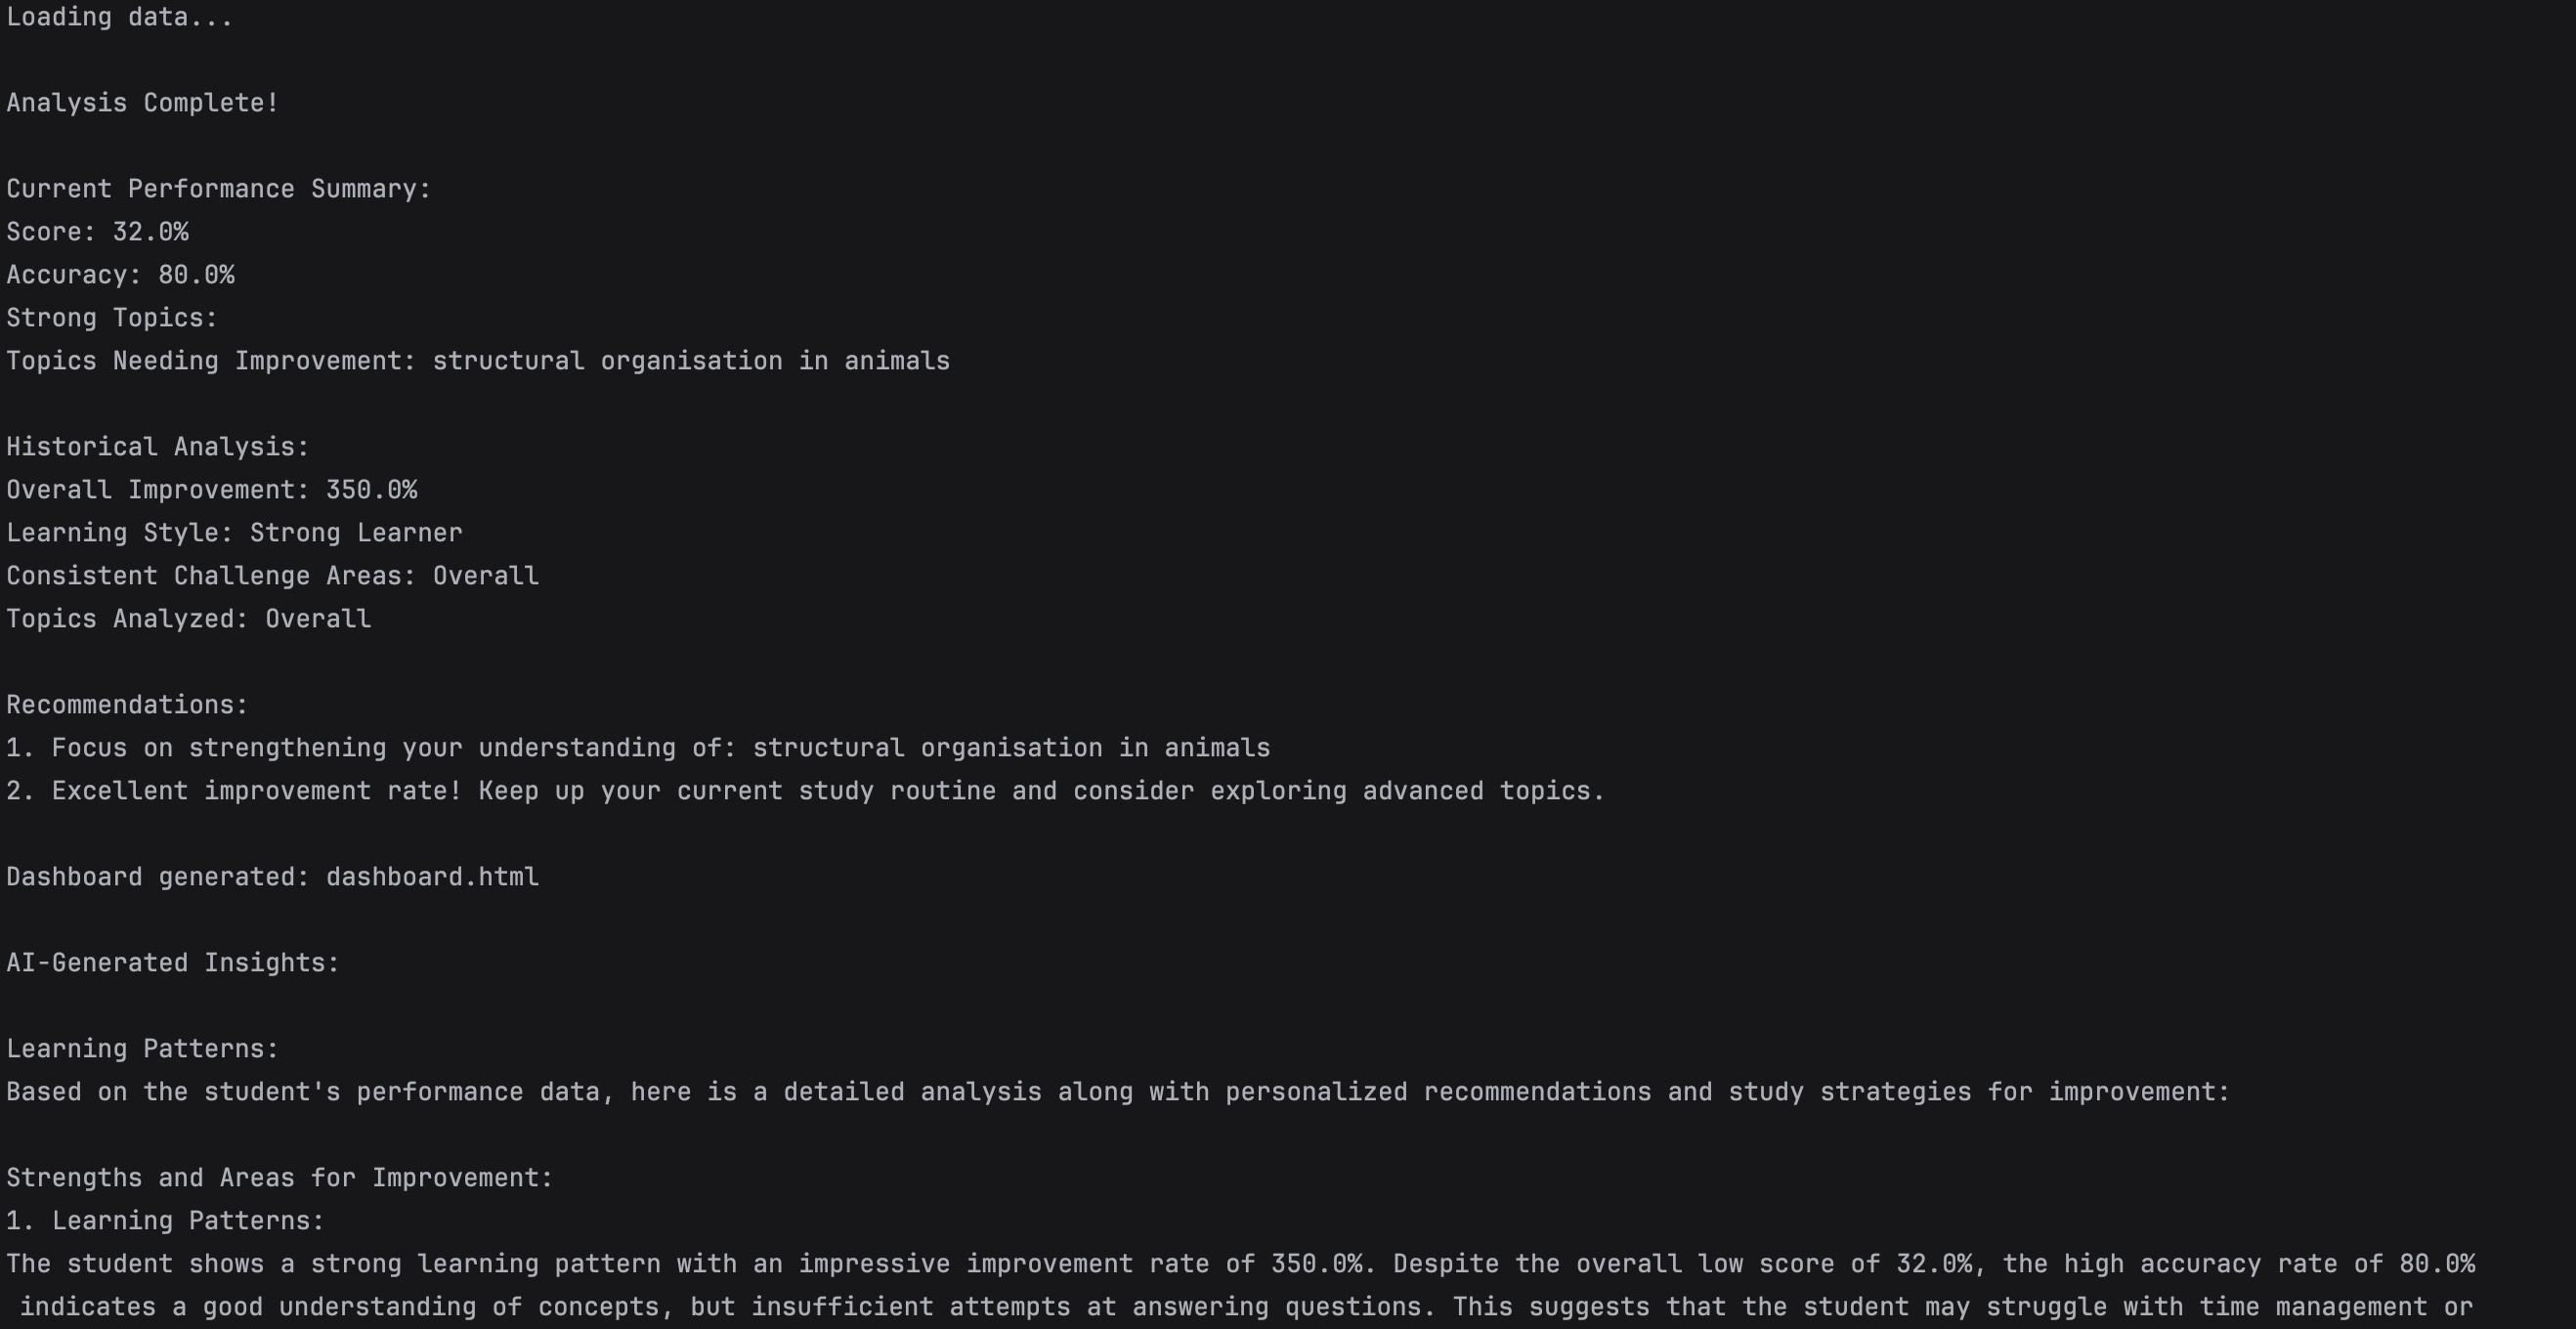 Loading data...
Analysis Complete!
Current Performance Summary:
Score: 32.0%
Accuracy: 80.0%
Strong Topics:
Topics Needing Improvement: structural organisation in animals
Historical Analysis:
Overall Improvement: 350.0%
Learning Style: Strong Learner
Consistent Challenge Areas: Overall
Topics Analyzed: Overall
Recommendations:
1. Focus on strengthening your understanding of: structural organisation in animals
2. Excellent improvement rate! Keep up your current study routine and consider exploring advanced topics.
Dashboard generated: dashboard.html
AI-Generated Insights:
Learning Patterns:
Based on the student's performance data, here is a detailed analysis along with personalized recommendations and study strategies for improvement:
Strengths and Areas for Improvement:
1. Learning Patterns:
The student shows a strong learning pattern with an impressive improvement rate of 350.0%. Despite the overall low score of 32.0%, the high accuracy rate of 80.0%
indicates a good understanding of concepts, but insufficient attempts at answering questions. This suggests that the student may struggle with time management or